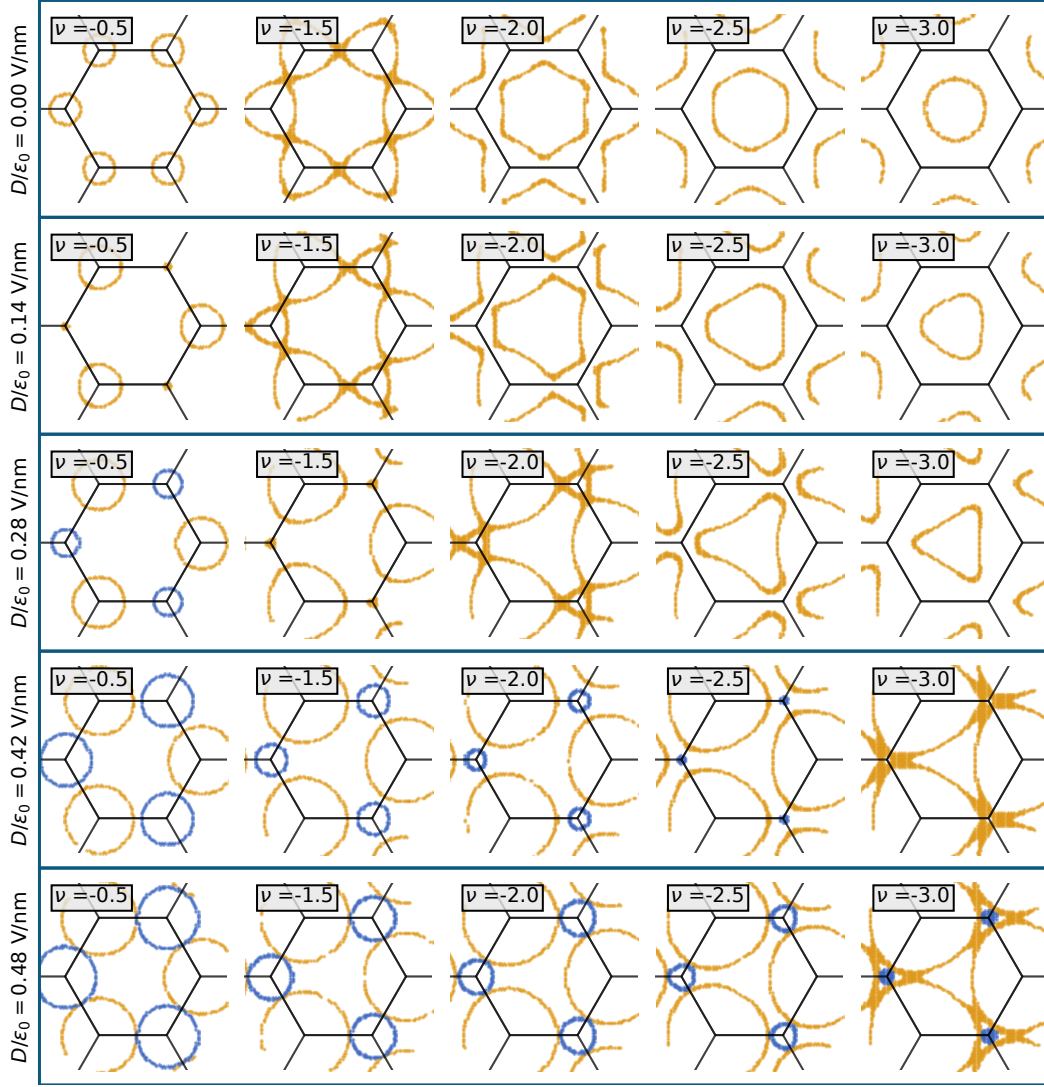 D/ε₀ = 0.00 V/nm
ν =-0.5
ν =-1.5
ν =-2.0
ν =-2.5
ν =-3.0
D/ε₀ = 0.14 V/nm
ν =-0.5
ν =-1.5
ν =-2.0
ν =-2.5
ν =-3.0
D/ε₀ = 0.28 V/nm
ν =-0.5
ν =-1.5
ν =-2.0
ν =-2.5
ν =-3.0
D/ε₀ = 0.42 V/nm
ν =-0.5
ν =-1.5
ν =-2.0
ν =-2.5
ν =-3.0
D/ε₀ = 0.48 V/nm
ν =-0.5
ν =-1.5
ν =-2.0
ν =-2.5
ν =-3.0